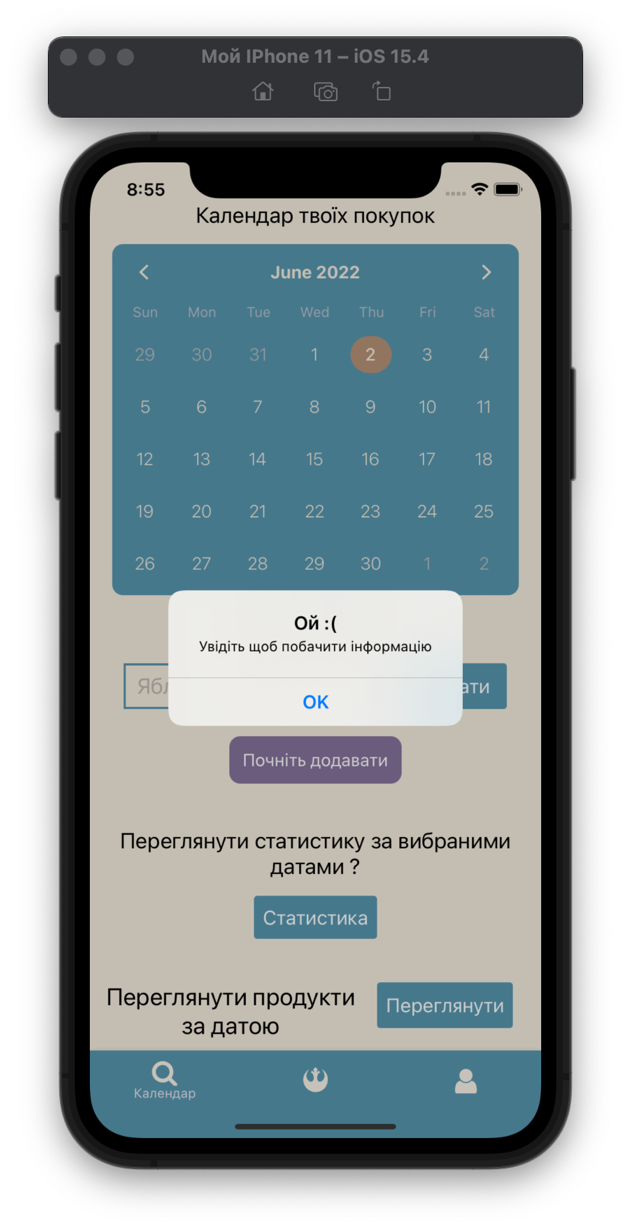 Мой IPhone 11 – iOS 15.4
8:55
Календар твоїх покупок
June 2022
Sun Mon Tue Wed Thu Fri Sat
29 30 31 1 2 3 4
5 6 7 8 9 10 11
12 13 14 15 16 17 18
19 20 21 22 23 24 25
26 27 28 29 30 1 2
Ой :(
Увідіть щоб побачити інформацію
OK
Почніть додавати
Переглянути статистику за вибраними
датами ?
Статистика
Переглянути продукти
за датою
Переглянути
Календар